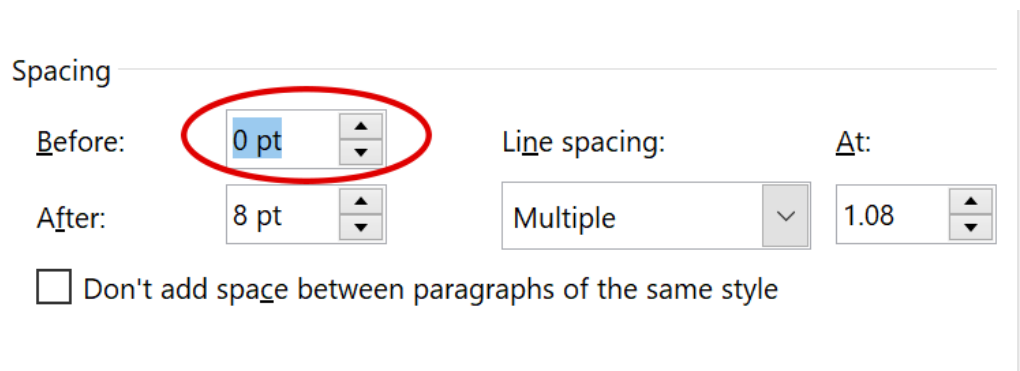 Spacing
Before: 0 pt Line spacing: At:
After: 8 pt Multiple 1.08
Don't add space between paragraphs of the same style